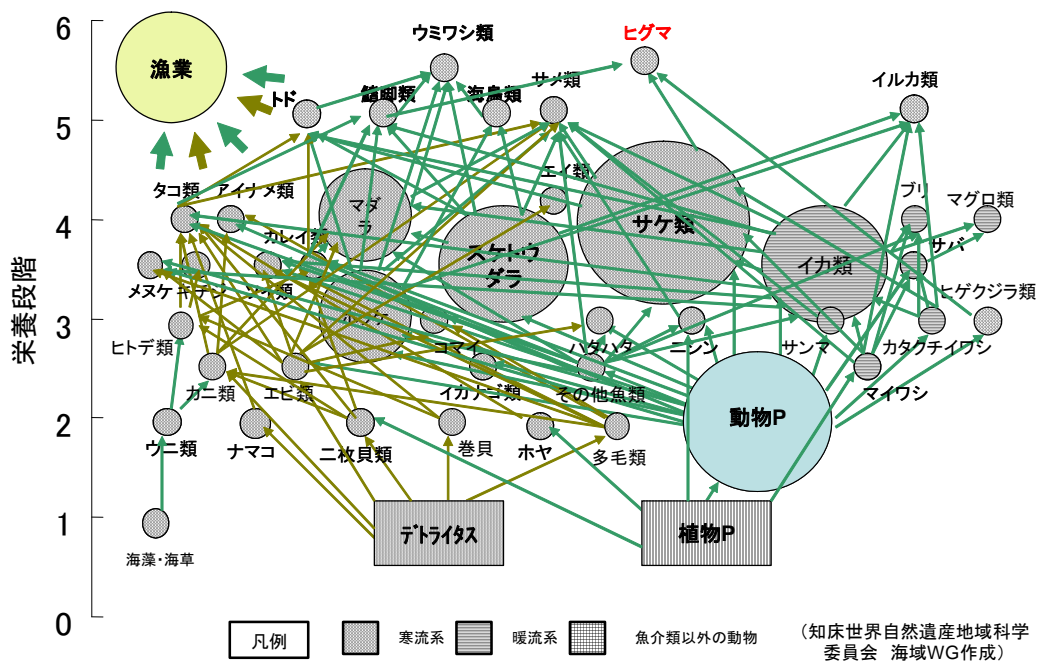 6
5
4
3
2
1
0
栄養段階
漁業
ウミワシ類
ヒグマ
トド
鰭脚類
海鳥類
サメ類
イルカ類
タコ類
アイナメ類
マダラ
エイ類
サケ類
ブリ
マグロ類
カレイ類
スケトウ
ダラ
イカ類
サバ
メヌケ
キチジ
ソイ類
ホッケ
ヒゲクジラ類
ヒトデ類
コマイ
ハタハタ
ニシン
サンマ
カタクチイワシ
カニ類
エビ類
イカナゴ類
その他魚類
マイワシ
動物P
ウニ類
ナマコ
二枚貝類
巻貝
ホヤ
多毛類
海藻・海草
デトライタス
植物P
凡例
寒流系
暖流系
魚介類以外の動物
（知床世界自然遺産地域科学
委員会 海域WG作成）